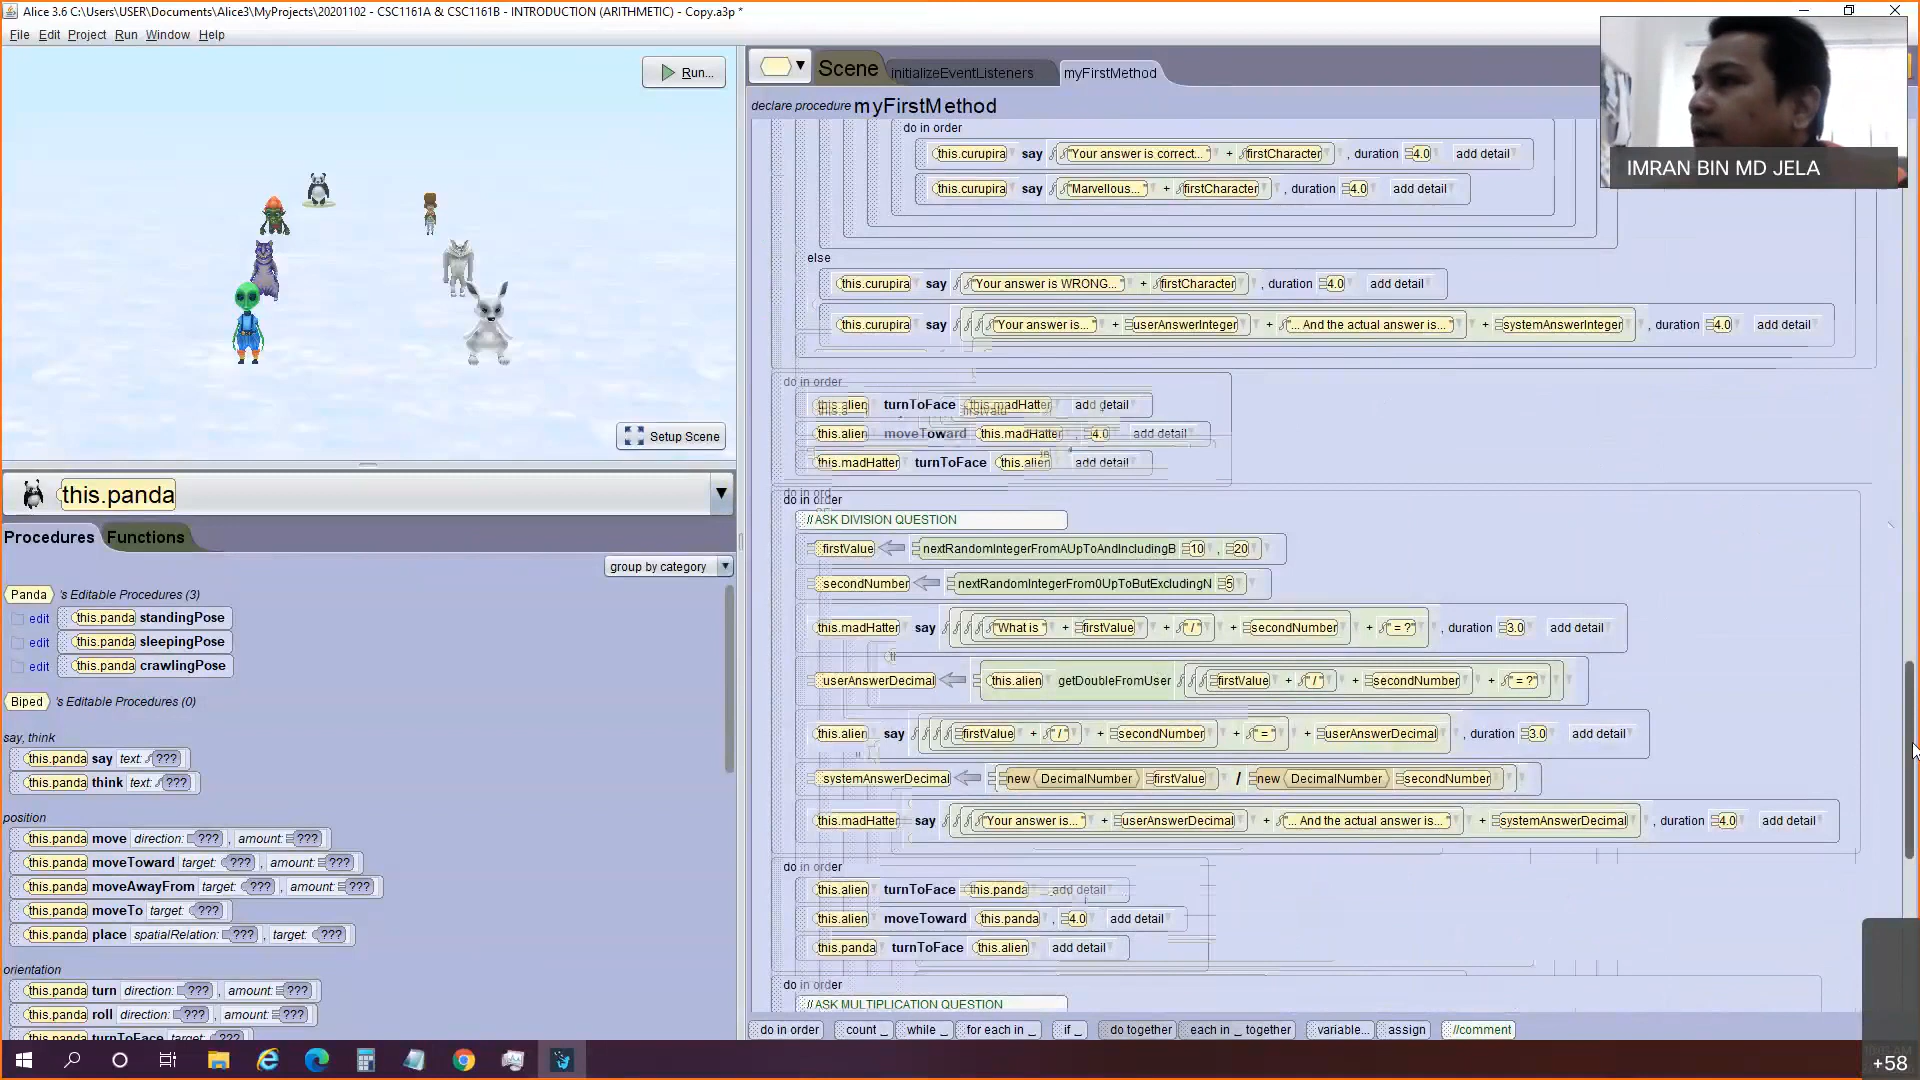 Alice 3.6 C:\Users\USER\Documents\Alice3\MyProjects\20201102 - CSC1161A & CSC1161B - INTRODUCTION (ARITHMETIC) - Copy.a3p *
File Edit Project Run Window Help
Run...
Setup Scene
this.panda
Procedures Functions
group by category
Panda 's Editable Procedures (3)
edit this.panda standingPose
edit this.panda sleepingPose
edit this.panda crawlingPose
Biped 's Editable Procedures (0)
say, think
this.panda say text: ???
this.panda think text: ???
position
this.panda move direction: ??? , amount: ???
this.panda moveToward target: ??? , amount: ???
this.panda moveAwayFrom target: ??? , amount: ???
this.panda moveTo target: ???
this.panda place spatialRelation: ??? , target: ???
orientation
this.panda turn direction: ??? , amount: ???
this.panda roll direction: ??? , amount: ???
this.panda turnToFace target: ???
Scene initializeEventListeners myFirstMethod
declare procedure myFirstMethod
do in order
this.curupira say "Your answer is correct..." + firstCharacter , duration 4.0 add detail
this.curupira say "Marvellous..." + firstCharacter , duration 4.0 add detail
else
this.curupira say "Your answer is WRONG..." + firstCharacter , duration 4.0 add detail
this.curupira say "Your answer is..." + userAnswerInteger + "... And the actual answer is..." + systemAnswerInteger , duration 4.0 add detail
do in order
this.alien turnToFace this.madHatter add detail
this.alien moveToward this.madHatter , 4.0 add detail
this.madHatter turnToFace this.alien add detail
do in order
//ASK DIVISION QUESTION
firstValue nextRandomIntegerFromAUpToAndIncludingB 10 , 20
secondNumber nextRandomIntegerFrom0UpToButExcludingN 5
this.madHatter say "What is " + firstValue + " / " + secondNumber + " = ?" , duration 3.0 add detail
userAnswerDecimal this.alien getDoubleFromUser firstValue + " / " + secondNumber + " = ?"
this.alien say firstValue + " / " + secondNumber + " = " + userAnswerDecimal , duration 3.0 add detail
systemAnswerDecimal new DecimalNumber firstValue / new DecimalNumber secondNumber
this.madHatter say "Your answer is..." + userAnswerDecimal + "... And the actual answer is..." + systemAnswerDecimal , duration 4.0 add detail
do in order
this.alien turnToFace this.panda add detail
this.alien moveToward this.panda , 4.0 add detail
this.panda turnToFace this.alien add detail
do in order
//ASK MULTIPLICATION QUESTION
do in order count _ while _ for each in _ if _ do together each in _ together variable... assign //comment
IMRAN BIN MD JELA
+58